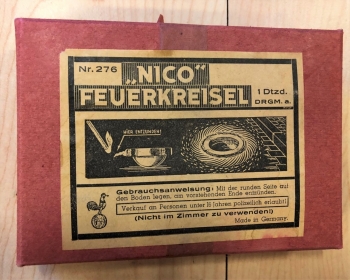 Nr. 276
„NICO"
1 Dtzd.
FEUERKREISEL
DRGM. a.
HIER ENTZÜNDEN!
Gebrauchsanweisung: Mit der runden Seite auf
den Boden legen, am vorstehenden Ende entzünden.
Verkauf an Personen unter 18 Jahren polizeilich erlaubt!
(Nicht im Zimmer zu verwenden!)
Made in Germany.